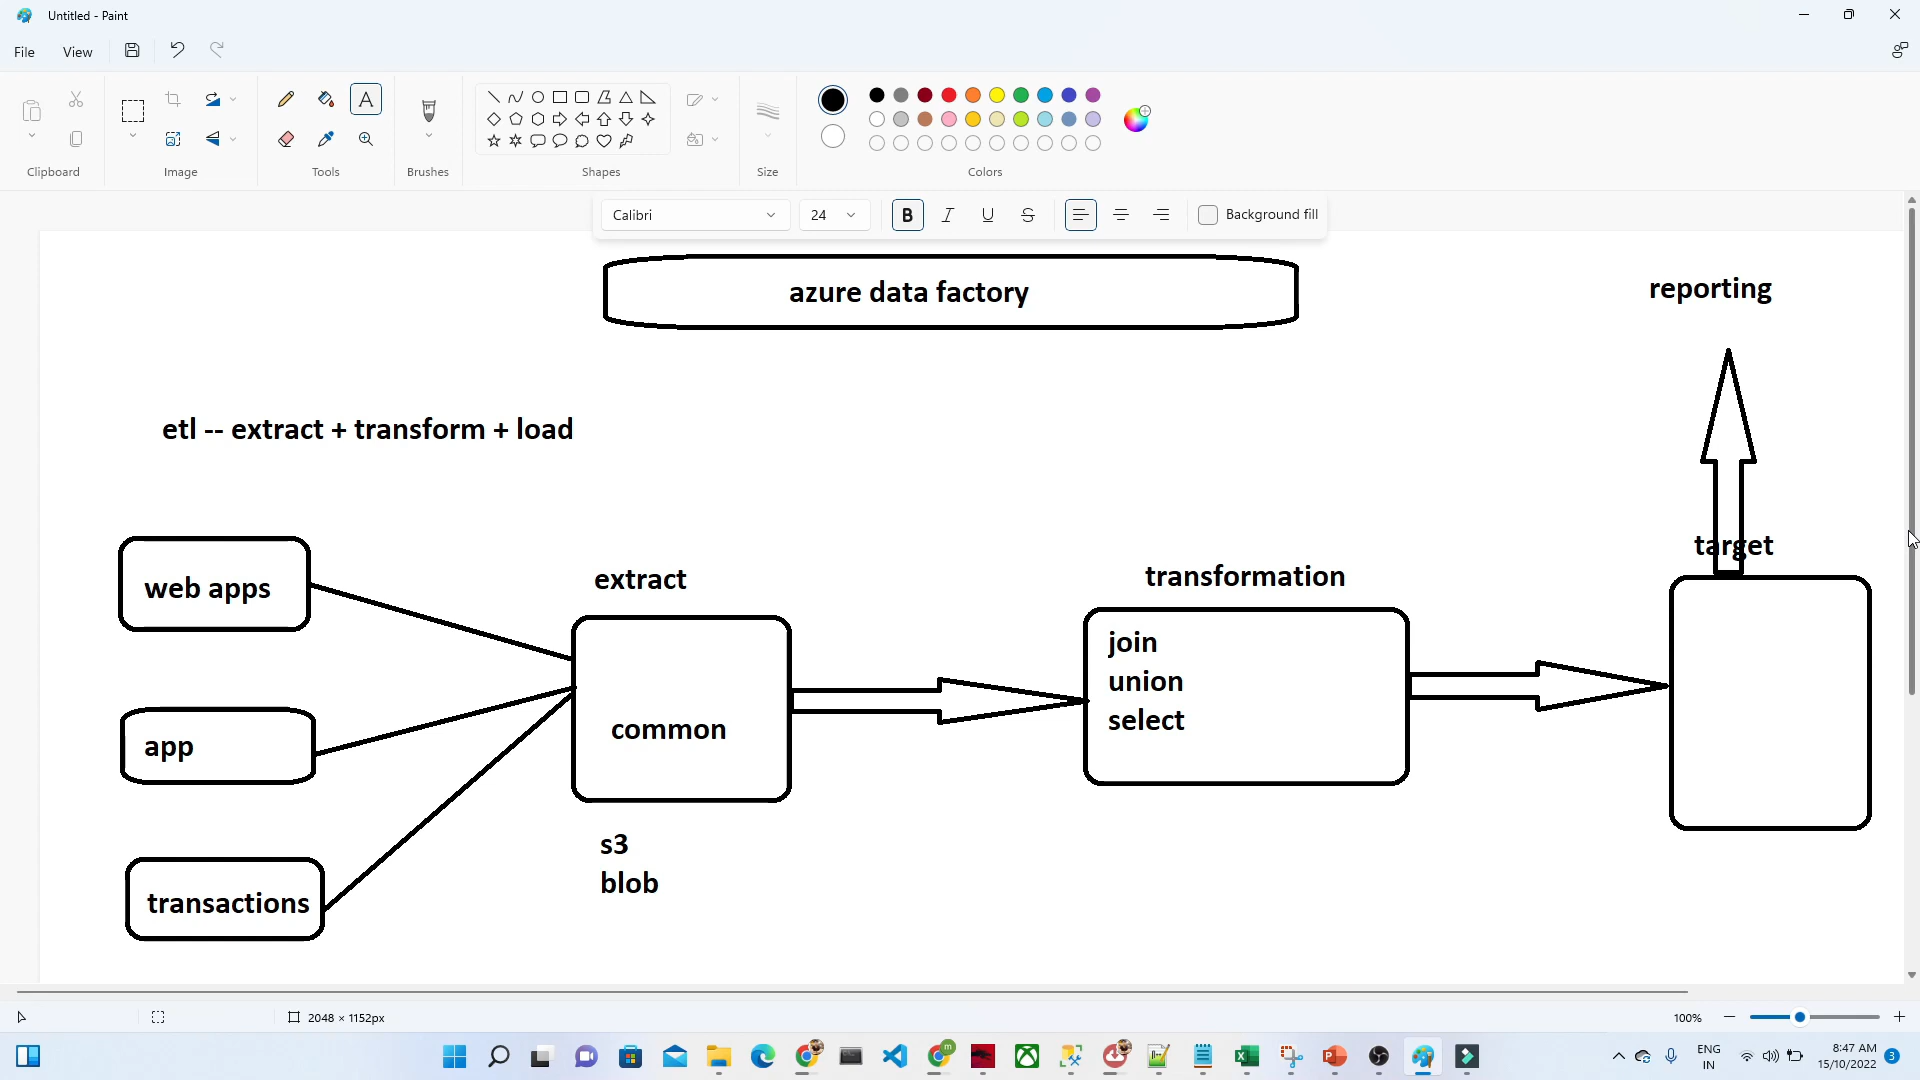 Untitled - Paint
File
View
Clipboard
Image
Tools
Brushes
Shapes
Size
Colors
Calibri
24
B
I
U
S
Background fill
azure data factory
reporting
etl -- extract + transform + load
web apps
app
transactions
extract
common
s3
blob
transformation
join
union
select
target
2048 × 1152px
100%
ENG
IN
8:47 AM
15/10/2022
3